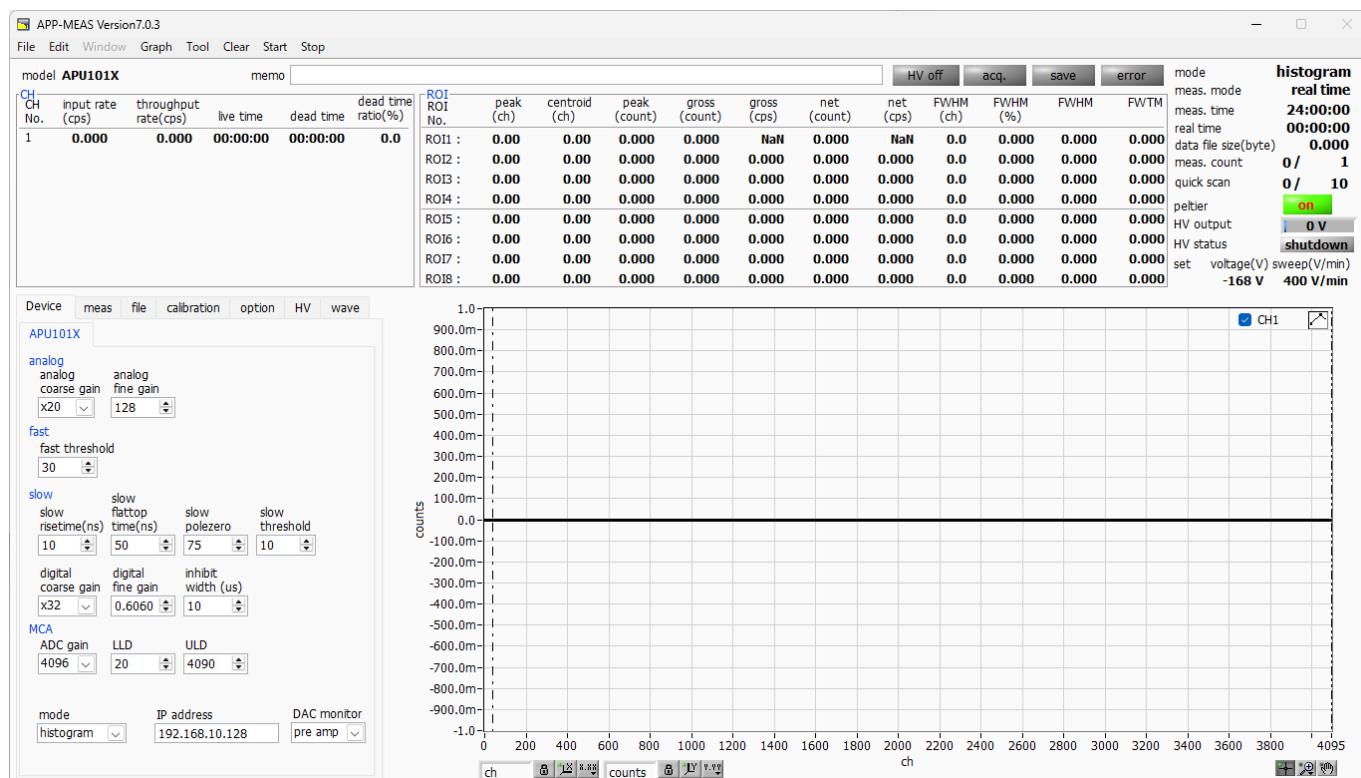 APP-MEAS Version7.0.3
File Edit Window Graph Tool Clear Start Stop
model APU101X memo HV off acq. save error
mode histogram
meas. mode real time
meas. time 24:00:00
real time 00:00:00
data file size(byte) 0.000
meas. count 0 / 1
quick scan 0 / 10
peltier on
HV output 0 V
HV status shutdown
set voltage(V) sweep(V/min)
-168 V 400 V/min
CH
CH No. input rate (cps) throughput rate(cps) live time dead time dead time ratio(%)
1 0.000 0.000 00:00:00 00:00:00 0.0
ROI
ROI No. peak (ch) centroid (ch) peak (count) gross (count) gross (cps) net (count) net (cps) FWHM (ch) FWHM (%) FWHM FWTM
ROI1 : 0.00 0.00 0.000 0.000 NaN 0.000 NaN 0.0 0.000 0.000 0.000
ROI2 : 0.00 0.00 0.000 0.000 0.000 0.000 0.000 0.0 0.000 0.000 0.000
ROI3 : 0.00 0.00 0.000 0.000 0.000 0.000 0.000 0.0 0.000 0.000 0.000
ROI4 : 0.00 0.00 0.000 0.000 0.000 0.000 0.000 0.0 0.000 0.000 0.000
ROI5 : 0.00 0.00 0.000 0.000 0.000 0.000 0.000 0.0 0.000 0.000 0.000
ROI6 : 0.00 0.00 0.000 0.000 0.000 0.000 0.000 0.0 0.000 0.000 0.000
ROI7 : 0.00 0.00 0.000 0.000 0.000 0.000 0.000 0.0 0.000 0.000 0.000
ROI8 : 0.00 0.00 0.000 0.000 0.000 0.000 0.000 0.0 0.000 0.000 0.000
Device meas file calibration option HV wave
APU101X
analog
analog coarse gain analog fine gain
x20 128
fast
fast threshold
30
slow
slow risetime(ns) slow flattop time(ns) slow polezero slow threshold
10 50 75 10
digital coarse gain digital fine gain inhibit width (us)
x32 0.6060 10
MCA
ADC gain LLD ULD
4096 20 4090
mode IP address DAC monitor
histogram 192.168.10.128 pre amp
CH1
counts
1.0
900.0m
800.0m
700.0m
600.0m
500.0m
400.0m
300.0m
200.0m
100.0m
0.0
-100.0m
-200.0m
-300.0m
-400.0m
-500.0m
-600.0m
-700.0m
-800.0m
-900.0m
-1.0
0 200 400 600 800 1000 1200 1400 1600 1800 2000 2200 2400 2600 2800 3000 3200 3400 3600 3800 4095
ch
ch X X.XX counts Y Y.YY